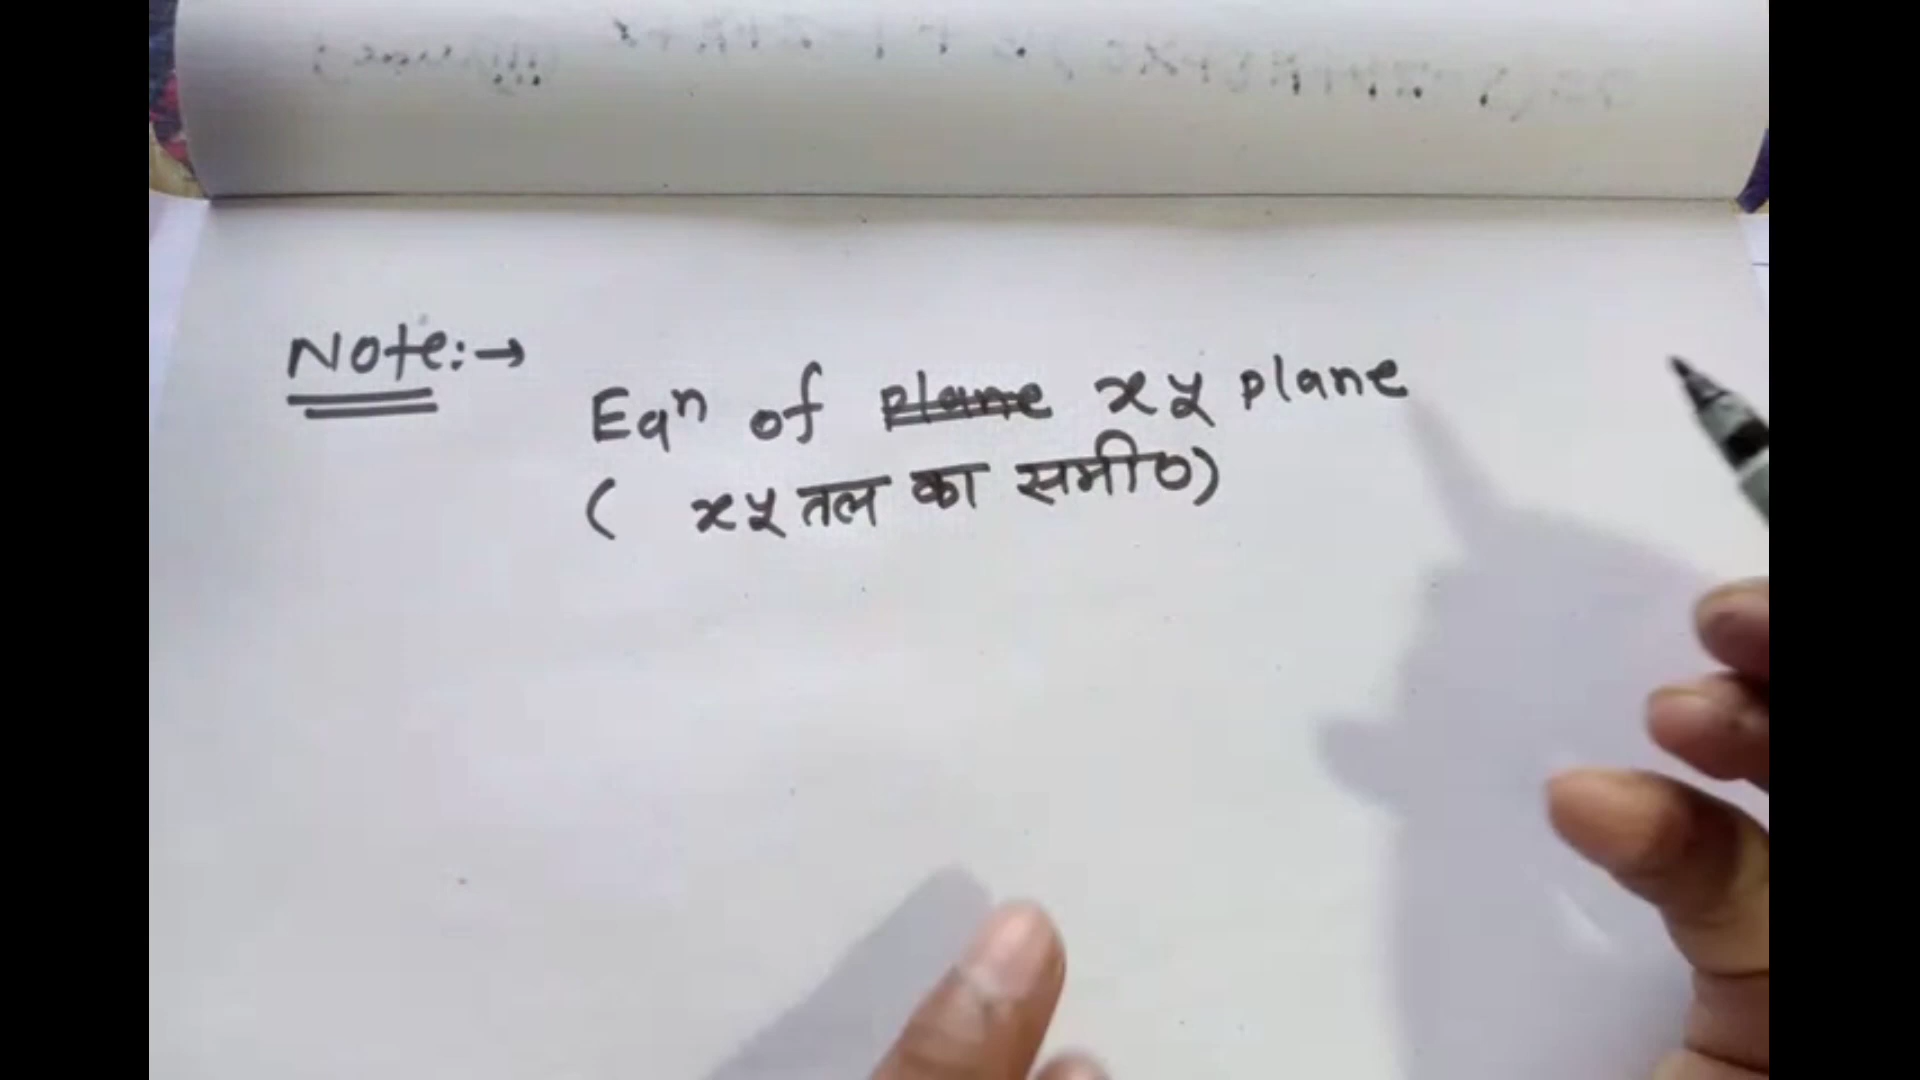 Note:→
Eqⁿ of plane xy plane
( xy तल का समी०)